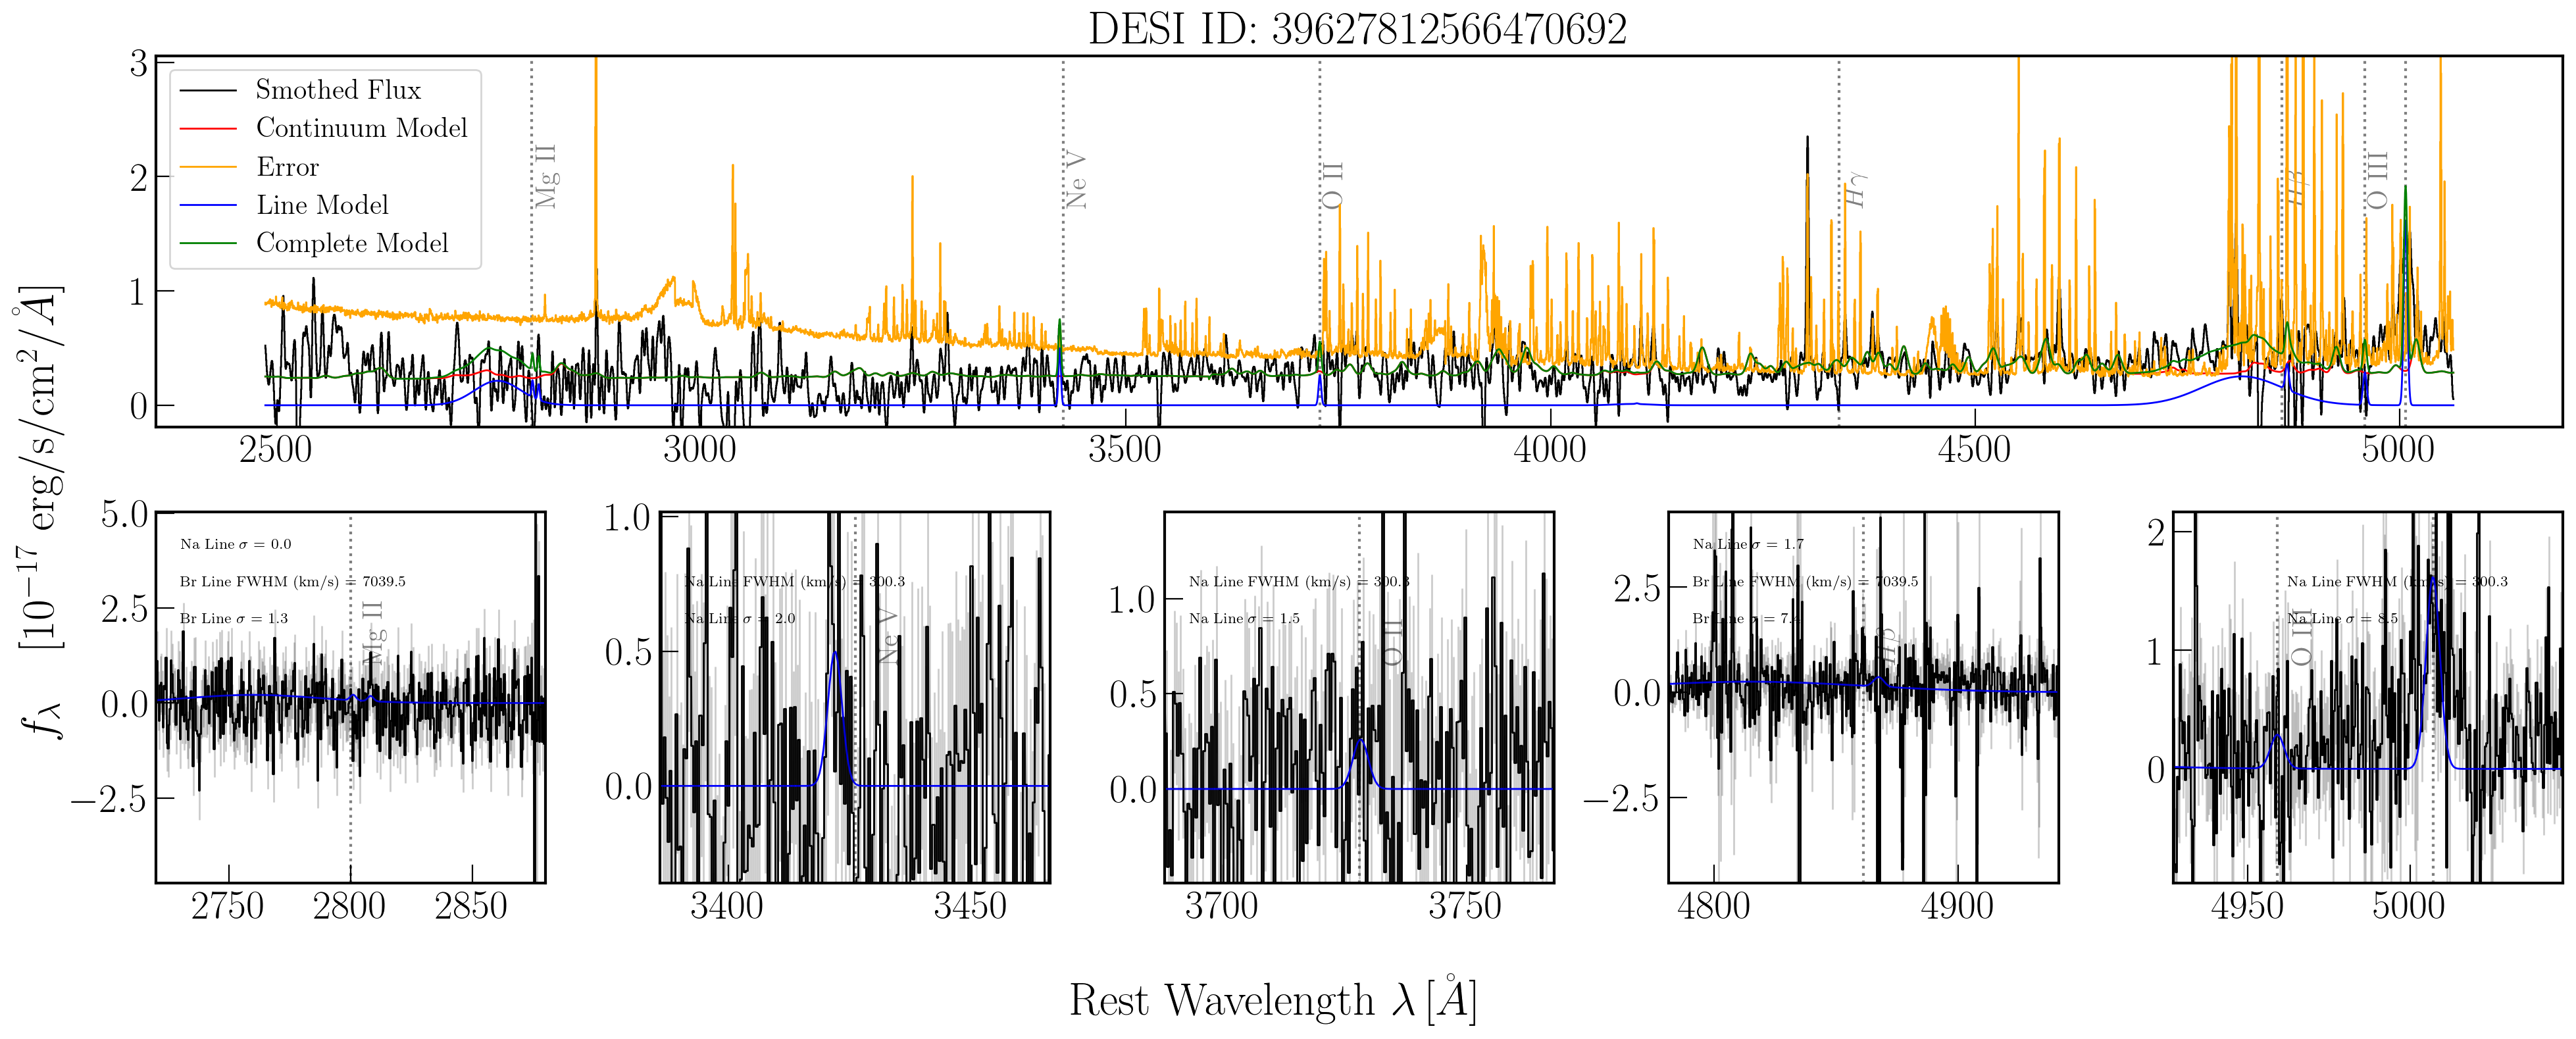 DESI ID: 39627812566470692
3
2
1
0
Smothed Flux
Continuum Model
Error
Line Model
Complete Model
Mg II
Ne V
O II
Hγ
Hβ
O III
2500 3000 3500 4000 4500 5000
f_λ [10^{-17} erg/s/cm^2/Å]
5.0
2.5
0.0
−2.5
Na Line σ = 0.0
Br Line FWHM (km/s) = 7039.5
Br Line σ = 1.3
Mg II
2750 2800 2850
1.0
0.5
0.0
Na Line FWHM (km/s) = 300.3
Na Line σ = 2.0
Ne V
3400 3450
1.0
0.5
0.0
Na Line FWHM (km/s) = 300.3
Na Line σ = 1.5
O II
3700 3750
2.5
0.0
−2.5
Na Line σ = 1.7
Br Line FWHM (km/s) = 7039.5
Br Line σ = 7.4
Hβ
4800 4900
2
1
0
Na Line FWHM (km/s) = 300.3
Na Line σ = 8.5
O III
4950 5000
Rest Wavelength λ [Å]